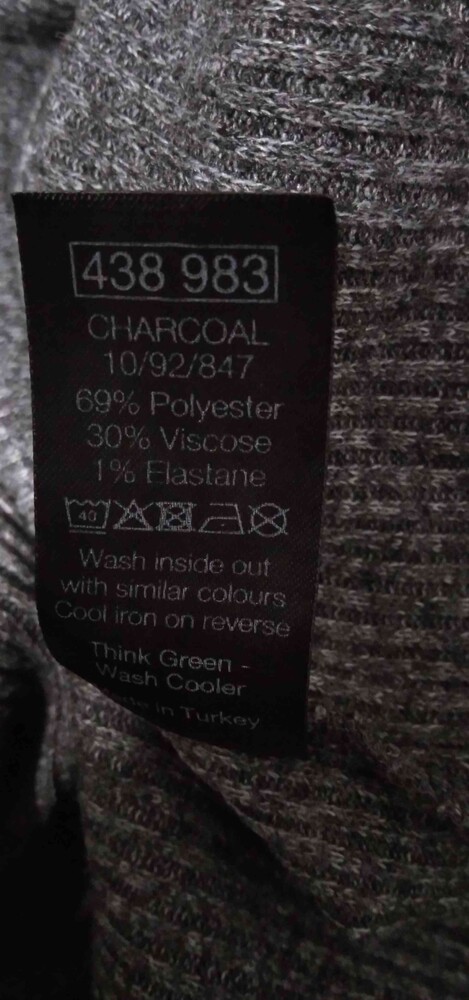 438 983
CHARCOAL
10/92/847
69% Polyester
30% Viscose
1% Elastane
40
Wash inside out
with similar colours
Cool iron on reverse
Think Green -
Wash Cooler
in Turkey